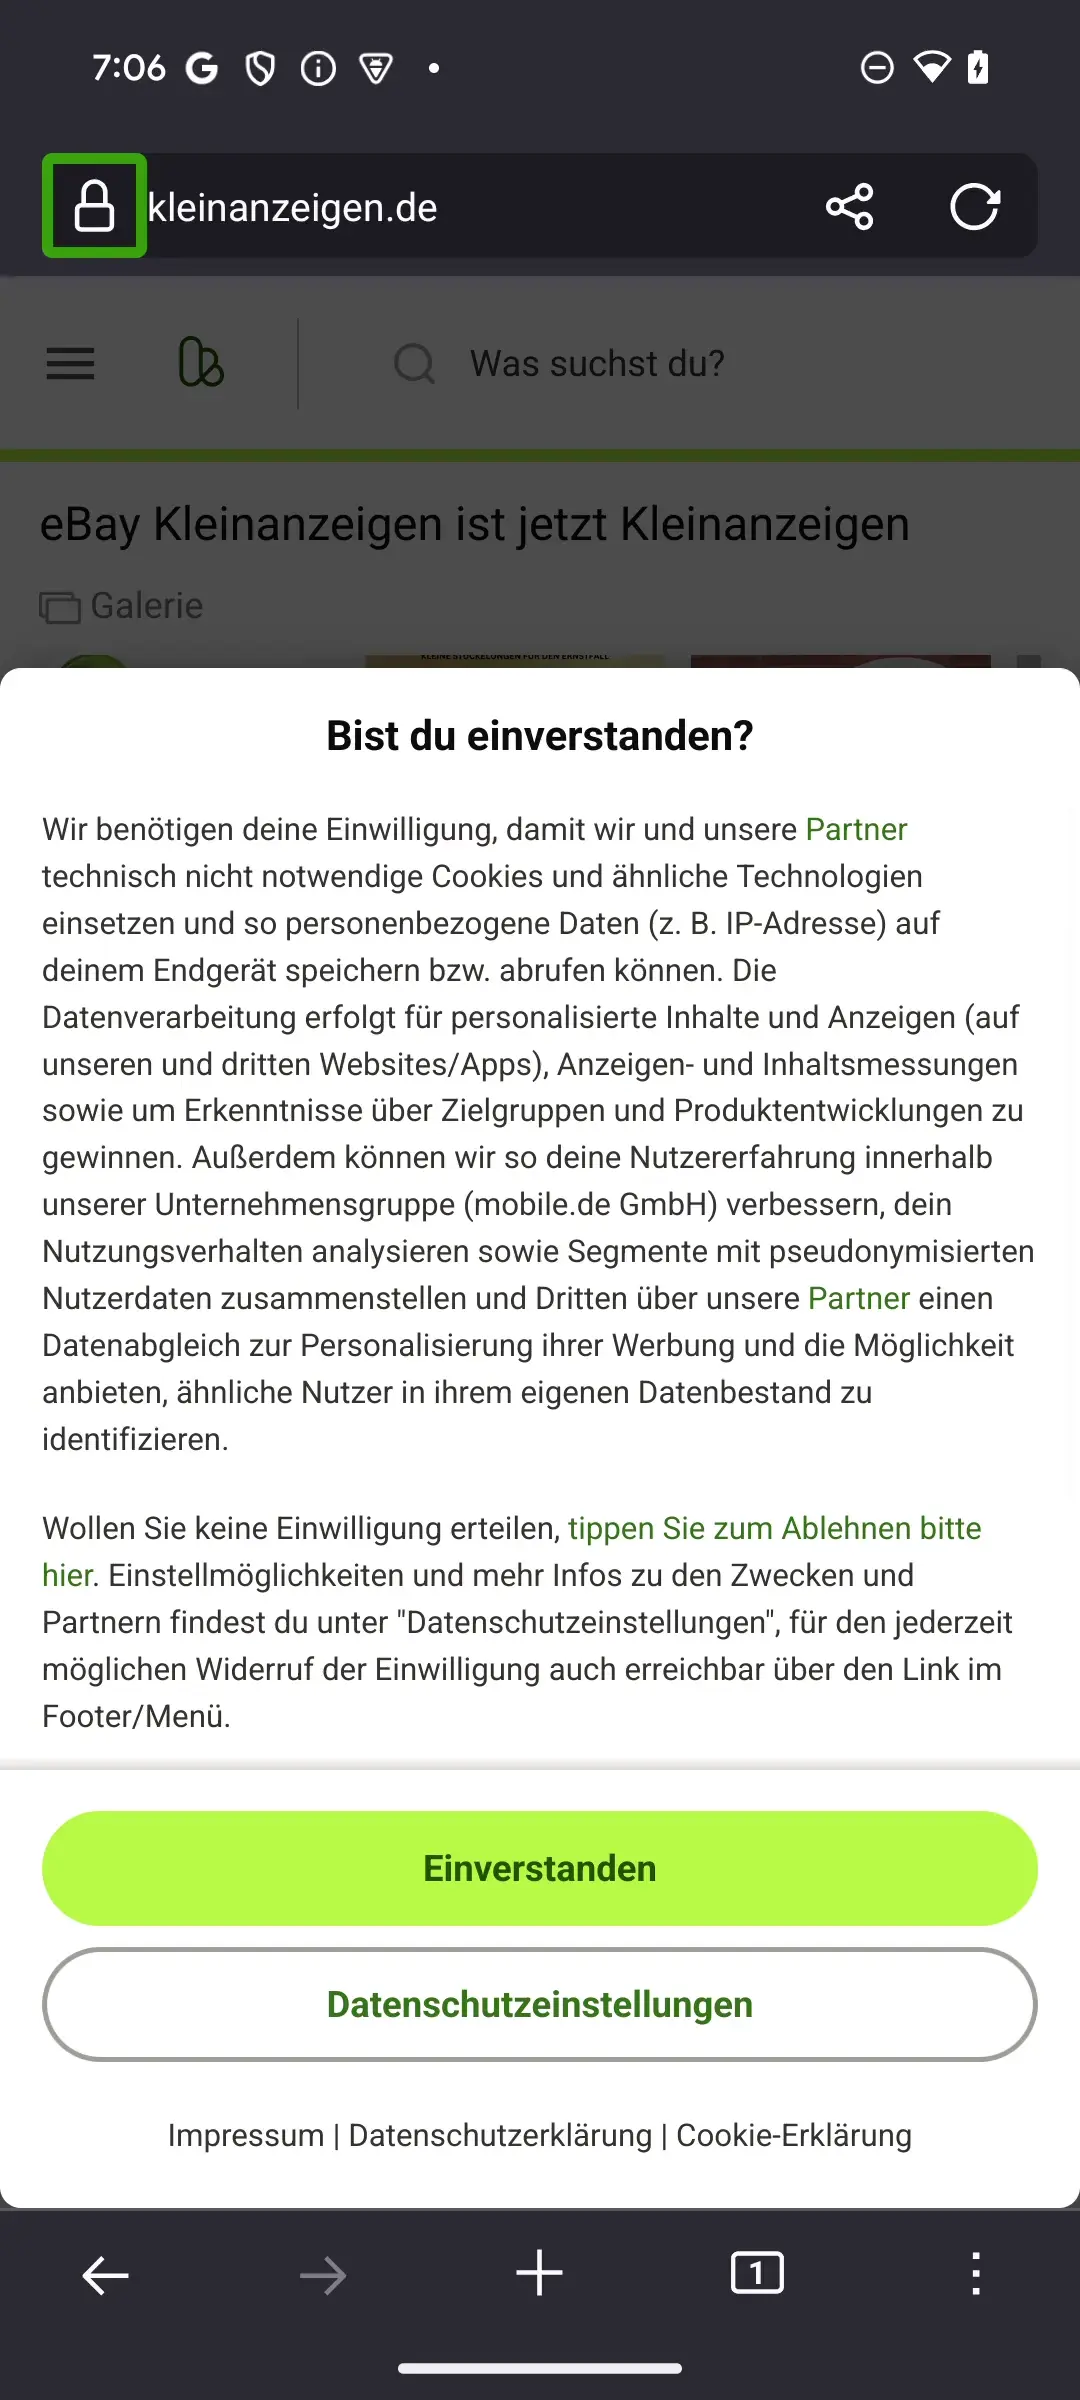 7:06
kleinanzeigen.de
Was suchst du?
eBay Kleinanzeigen ist jetzt Kleinanzeigen
Galerie
KLEINE STÜCKELUNGEN FÜR DEN ERNSTFALL
Bist du einverstanden?
Wir benötigen deine Einwilligung, damit wir und unsere Partner
technisch nicht notwendige Cookies und ähnliche Technologien
einsetzen und so personenbezogene Daten (z. B. IP-Adresse) auf
deinem Endgerät speichern bzw. abrufen können. Die
Datenverarbeitung erfolgt für personalisierte Inhalte und Anzeigen (auf
unseren und dritten Websites/Apps), Anzeigen- und Inhaltsmessungen
sowie um Erkenntnisse über Zielgruppen und Produktentwicklungen zu
gewinnen. Außerdem können wir so deine Nutzererfahrung innerhalb
unserer Unternehmensgruppe (mobile.de GmbH) verbessern, dein
Nutzungsverhalten analysieren sowie Segmente mit pseudonymisierten
Nutzerdaten zusammenstellen und Dritten über unsere Partner einen
Datenabgleich zur Personalisierung ihrer Werbung und die Möglichkeit
anbieten, ähnliche Nutzer in ihrem eigenen Datenbestand zu
identifizieren.
Wollen Sie keine Einwilligung erteilen, tippen Sie zum Ablehnen bitte
hier. Einstellmöglichkeiten und mehr Infos zu den Zwecken und
Partnern findest du unter "Datenschutzeinstellungen", für den jederzeit
möglichen Widerruf der Einwilligung auch erreichbar über den Link im
Footer/Menü.
Einverstanden
Datenschutzeinstellungen
Impressum | Datenschutzerklärung | Cookie-Erklärung
1